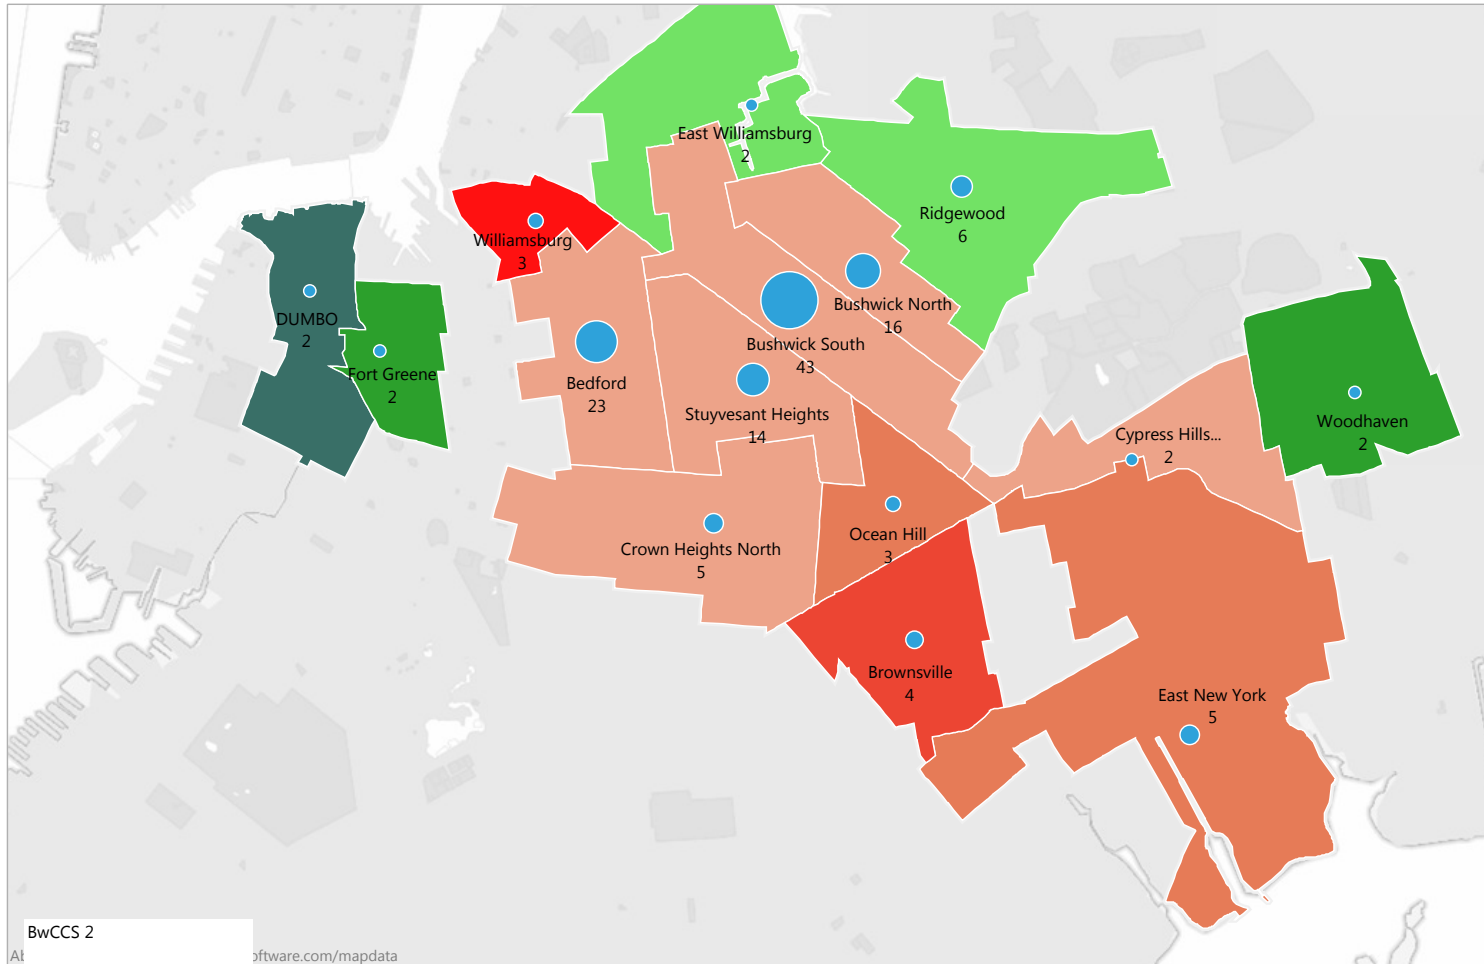 East Williamsburg
2
Ridgewood
6
Williamsburg
3
Bushwick North
16
DUMBO
2
Bushwick South
43
Fort Greene
2
Bedford
23
Stuyvesant Heights
14
Woodhaven
2
Cypress Hills...
2
Ocean Hill
3
Crown Heights North
5
Brownsville
4
East New York
5
BwCCS 2
oftware.com/mapdata